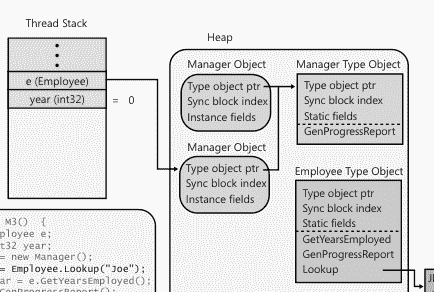 Thread Stack
e (Employee)
year (int32) = 0
Heap
Manager Object
Type object ptr
Sync block index
Instance fields
Manager Object
Type object ptr
Sync block index
Instance fields
Manager Type Object
Type object ptr
Sync block index
Static fields
GenProgressReport
Employee Type Object
Type object ptr
Sync block index
Static fields
GetYearsEmployed
GenProgressReport
Lookup
M3() {
e;
year;
= new Manager();
= Employee.Lookup("Joe");
= e.GetYearsEmployed();